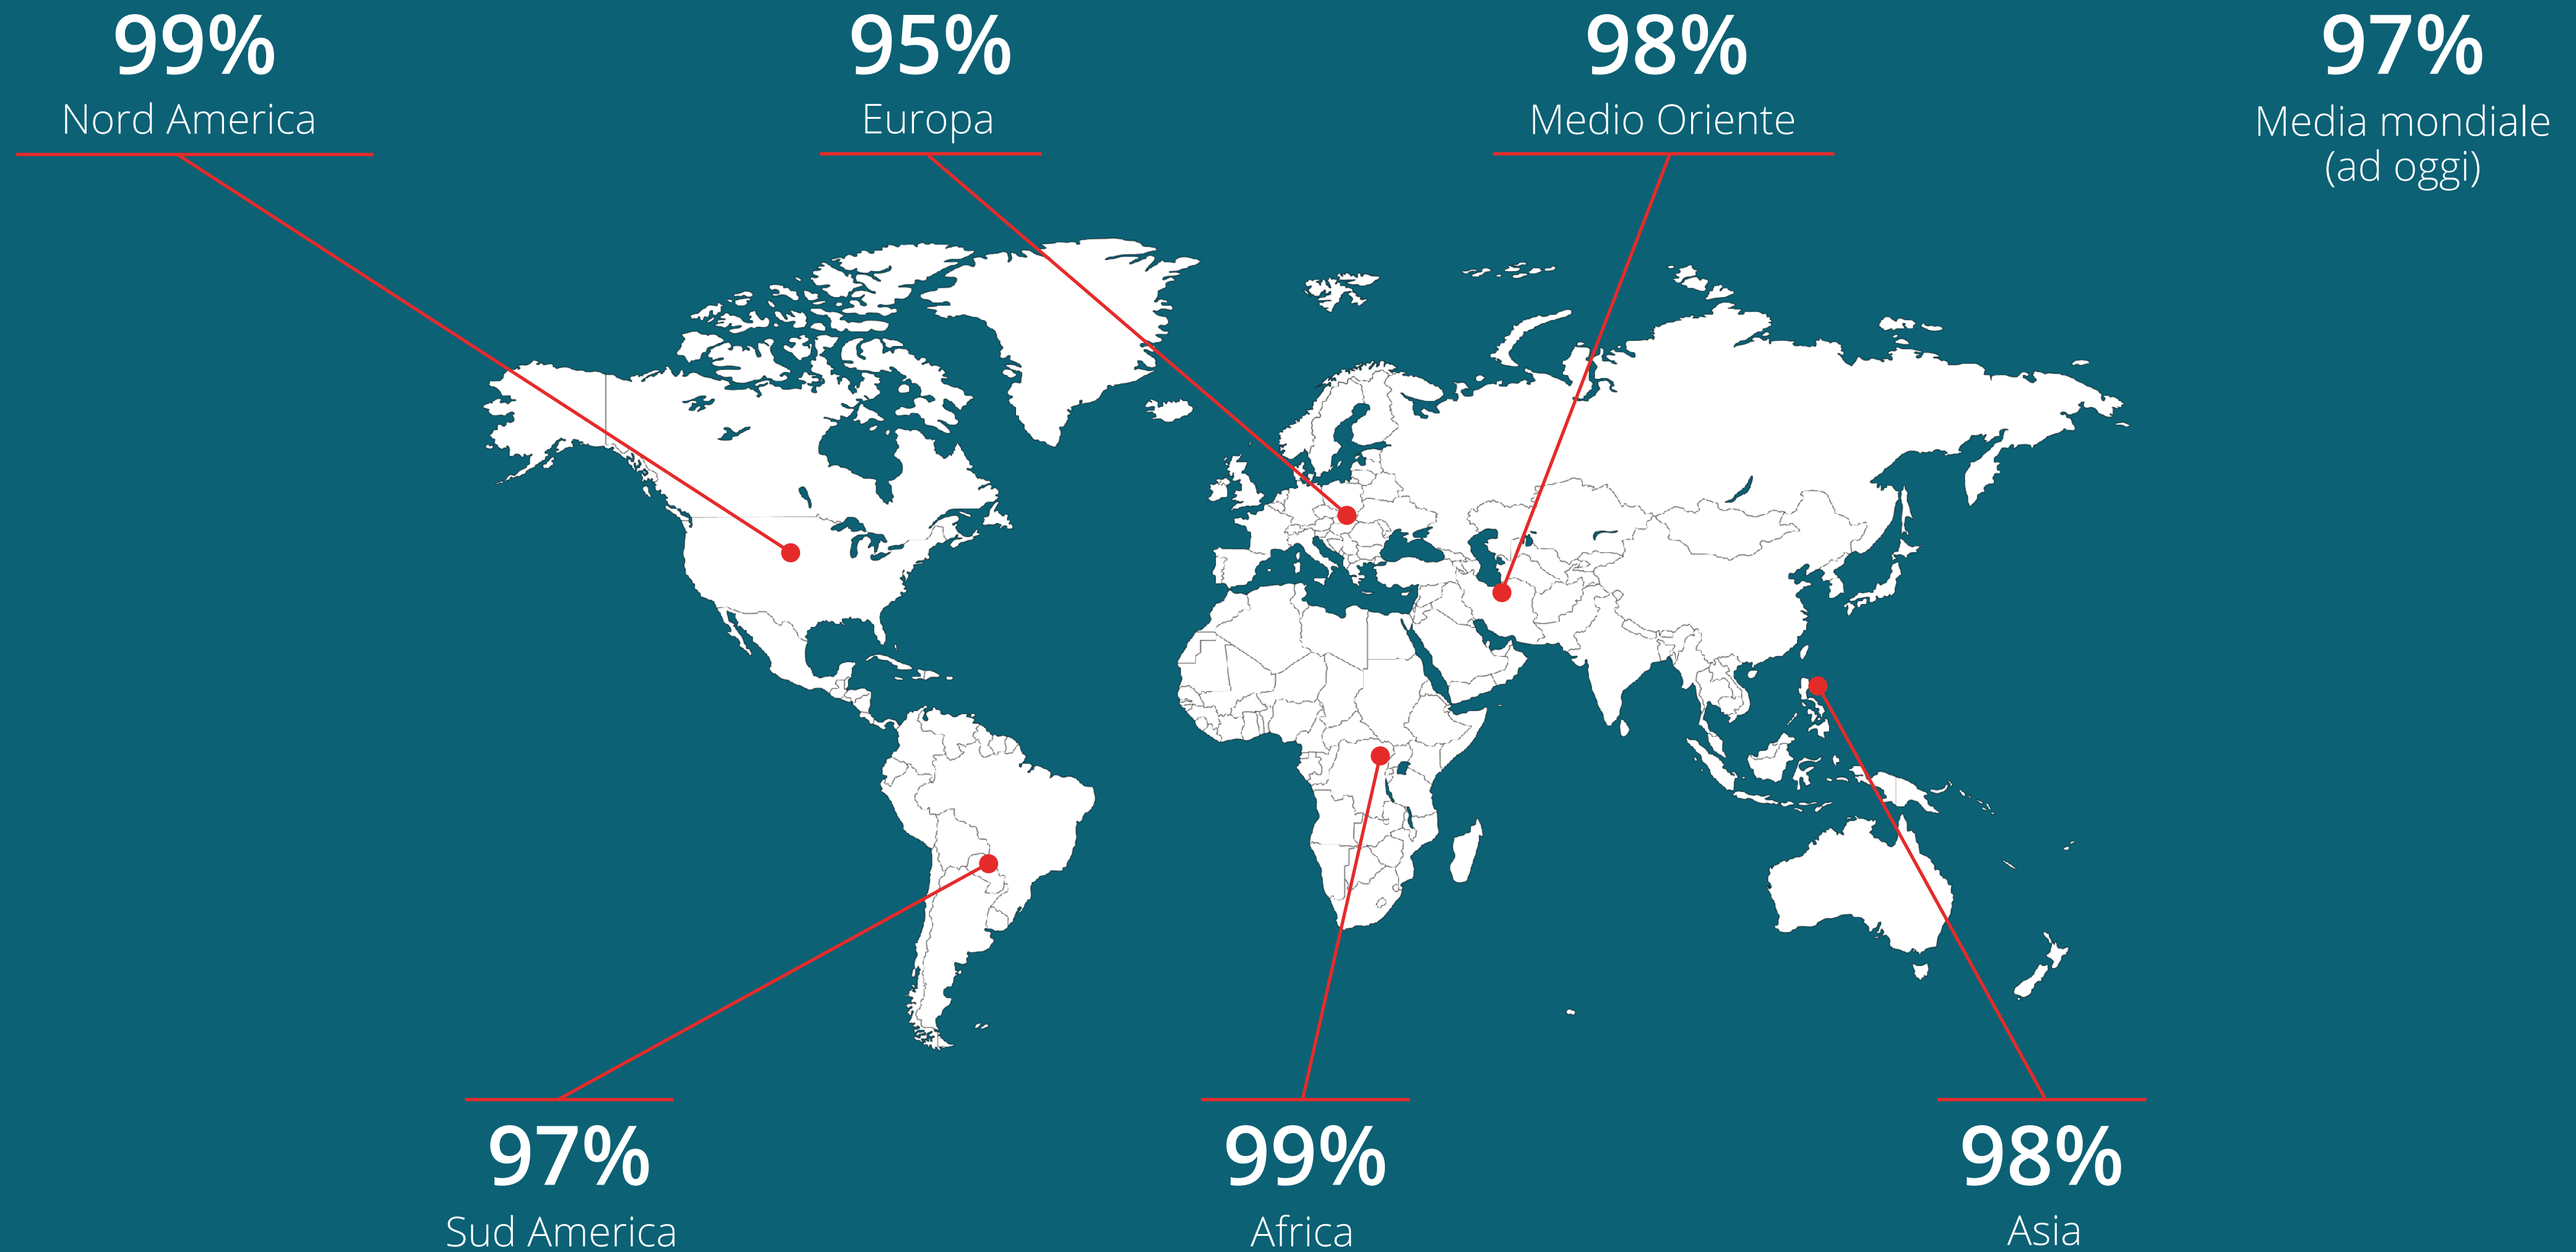 99%
Nord America
95%
Europa
98%
Medio Oriente
97%
Media mondiale
(ad oggi)
97%
Sud America
99%
Africa
98%
Asia